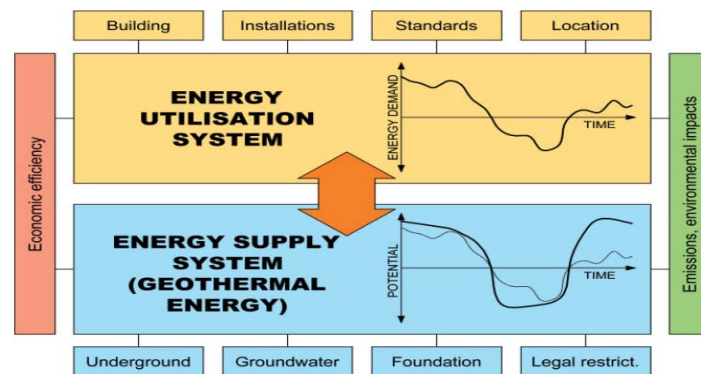 Building
Installations
Standards
Location
Economic efficiency
ENERGY
UTILISATION
SYSTEM
ENERGY DEMAND
TIME
Emissions, environmental impacts
ENERGY SUPPLY
SYSTEM
(GEOTHERMAL
ENERGY)
POTENTIAL
TIME
Underground
Groundwater
Foundation
Legal restrict.